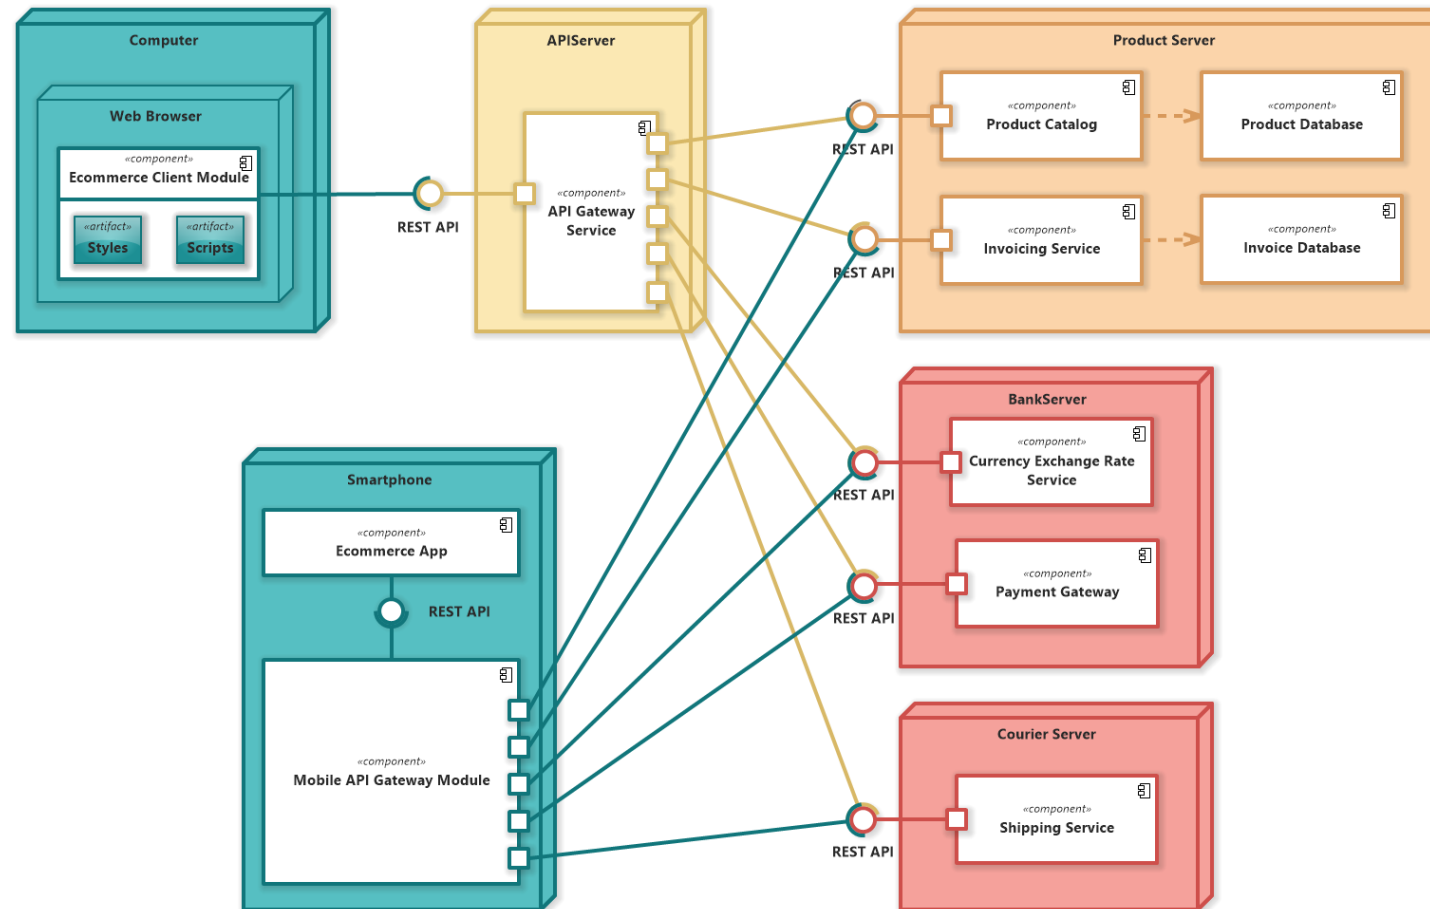 Computer
Web Browser
«component»
Ecommerce Client Module
«artifact»
Styles
«artifact»
Scripts
REST API
APIServer
«component»
API Gateway
Service
Product Server
«component»
Product Catalog
«component»
Product Database
REST API
«component»
Invoicing Service
«component»
Invoice Database
REST API
BankServer
«component»
Currency Exchange Rate
Service
REST API
«component»
Payment Gateway
REST API
Smartphone
«component»
Ecommerce App
REST API
«component»
Mobile API Gateway Module
Courier Server
«component»
Shipping Service
REST API